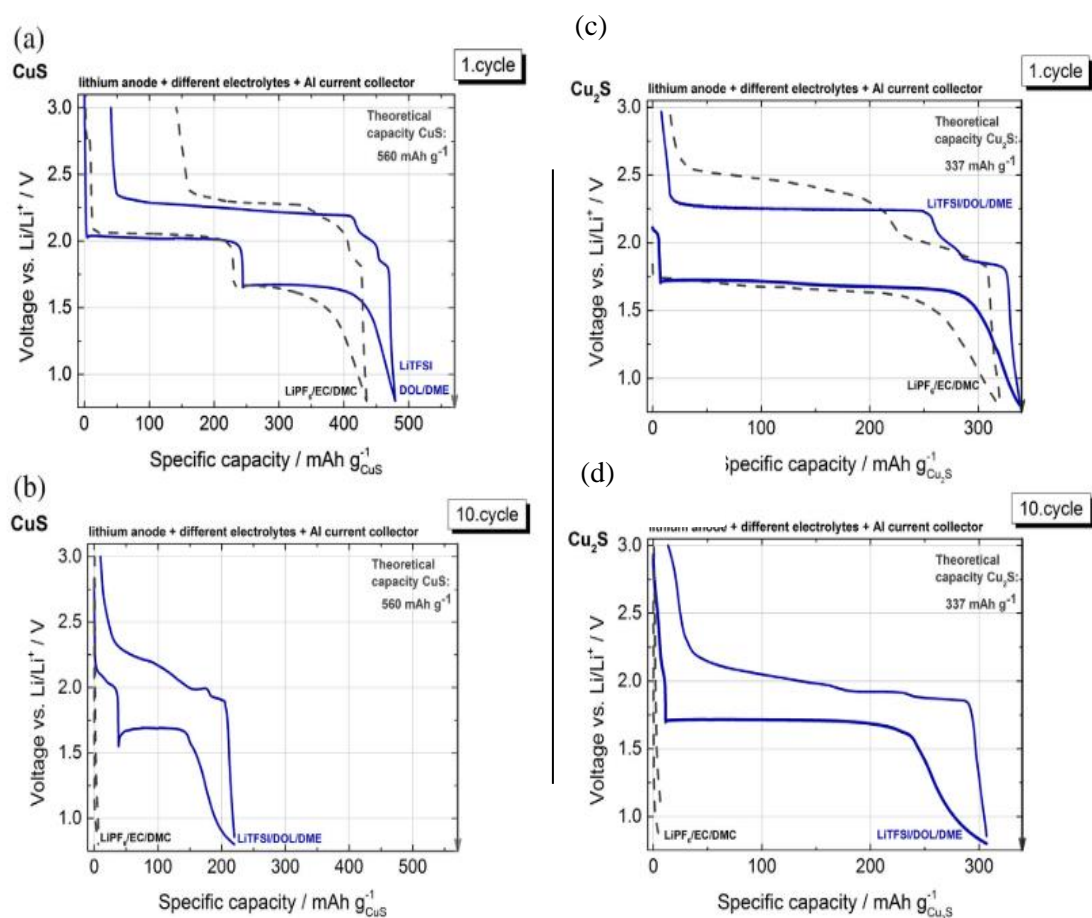 (a)
CuS
1.cycle
lithium anode + different electrolytes + Al current collector
Theoretical
capacity CuS:
560 mAh g-1
3.0
2.5
2.0
1.5
1.0
Voltage vs. Li/Li+ / V
LiTFSI
DOL/DME
LiPF6/EC/DMC
0 100 200 300 400 500
Specific capacity / mAh g-1CuS
(c)
Cu2S
1.cycle
lithium anode + different electrolytes + Al current collector
Theoretical
capacity Cu2S:
337 mAh g-1
3.0
2.5
2.0
1.5
1.0
Voltage vs. Li/Li+ / V
LiTFSI/DOL/DME
LiPF6/EC/DMC
0 100 200 300
pecific capacity / mAh g-1Cu2S
(b)
CuS
10.cycle
lithium anode + different electrolytes + Al current collector
Theoretical
capacity CuS:
560 mAh g-1
3.0
2.5
2.0
1.5
1.0
Voltage vs. Li/Li+ / V
LiPF6/EC/DMC
LiTFSI/DOL/DME
0 100 200 300 400 500
Specific capacity / mAh g-1CuS
(d)
Cu2S
10.cycle
lithium anode + different electrolytes + Al current collector
Theoretical
capacity Cu2S:
337 mAh g-1
3.0
2.5
2.0
1.5
1.0
Voltage vs. Li/Li+ / V
LiPF6/EC/DMC
LiTFSI/DOL/DME
0 100 200 300
Specific capacity / mAh g-1Cu2S